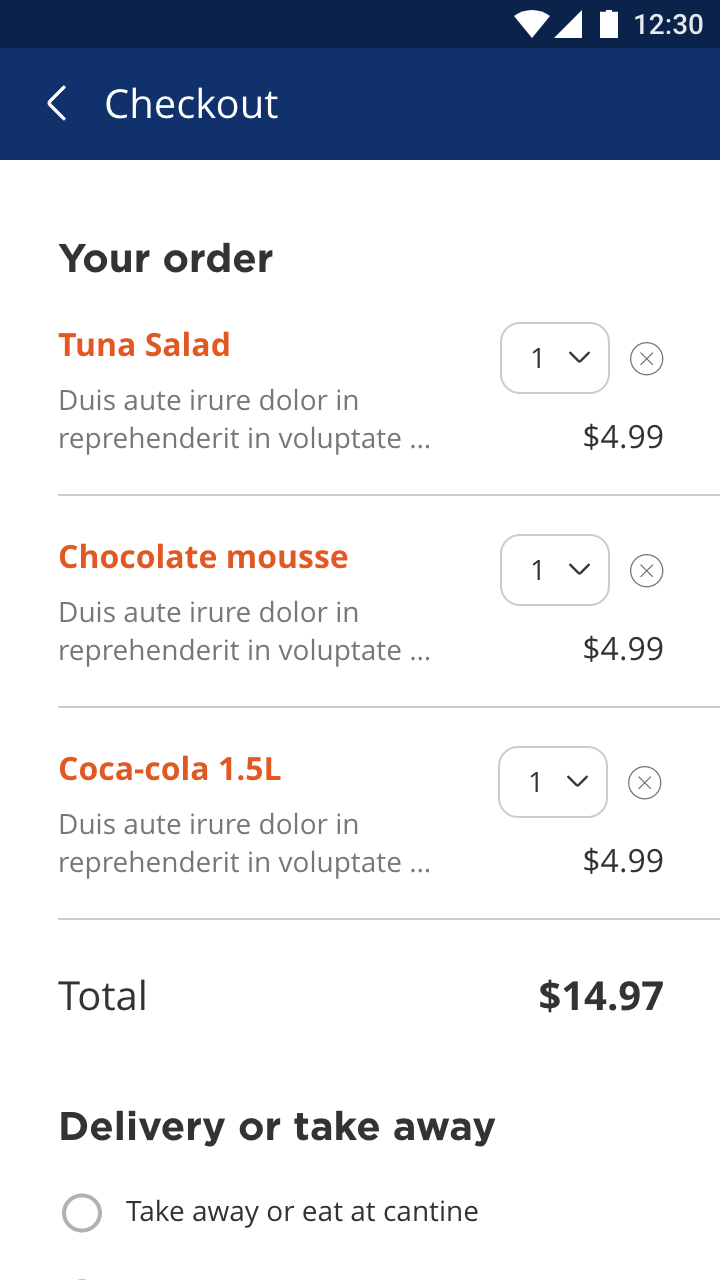 12:30
Checkout
Your order
Tuna Salad
1
Duis aute irure dolor in
reprehenderit in voluptate ...
$4.99
Chocolate mousse
1
Duis aute irure dolor in
reprehenderit in voluptate ...
$4.99
Coca-cola 1.5L
1
Duis aute irure dolor in
reprehenderit in voluptate ...
$4.99
Total $14.97
Delivery or take away
Take away or eat at cantine